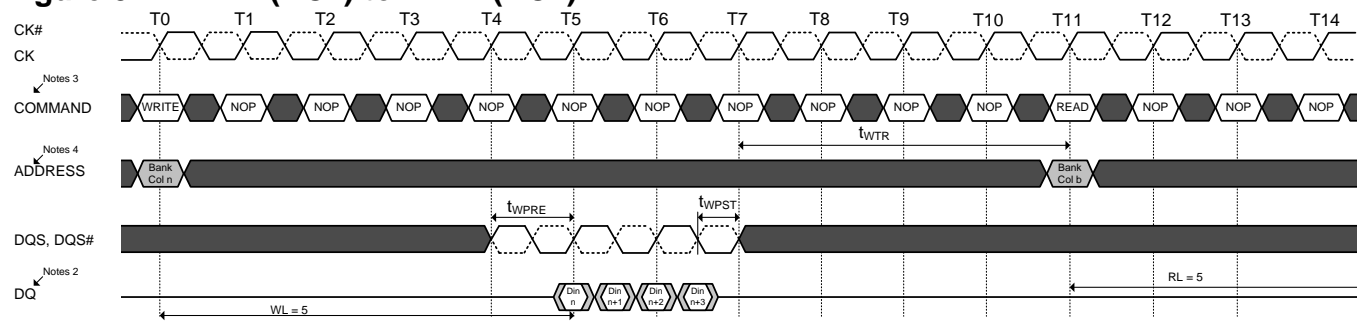 T0 T1 T2 T3 T4 T5 T6 T7 T8 T9 T10 T11 T12 T13 T14
CK#
CK
Notes 3
COMMAND WRITE NOP NOP NOP NOP NOP NOP NOP NOP NOP NOP READ NOP NOP NOP
tWTR
Notes 4
ADDRESS Bank Col n Bank Col b
tWPRE tWPST
DQS, DQS#
Notes 2
DQ Din n Din n+1 Din n+2 Din n+3
RL = 5
WL = 5